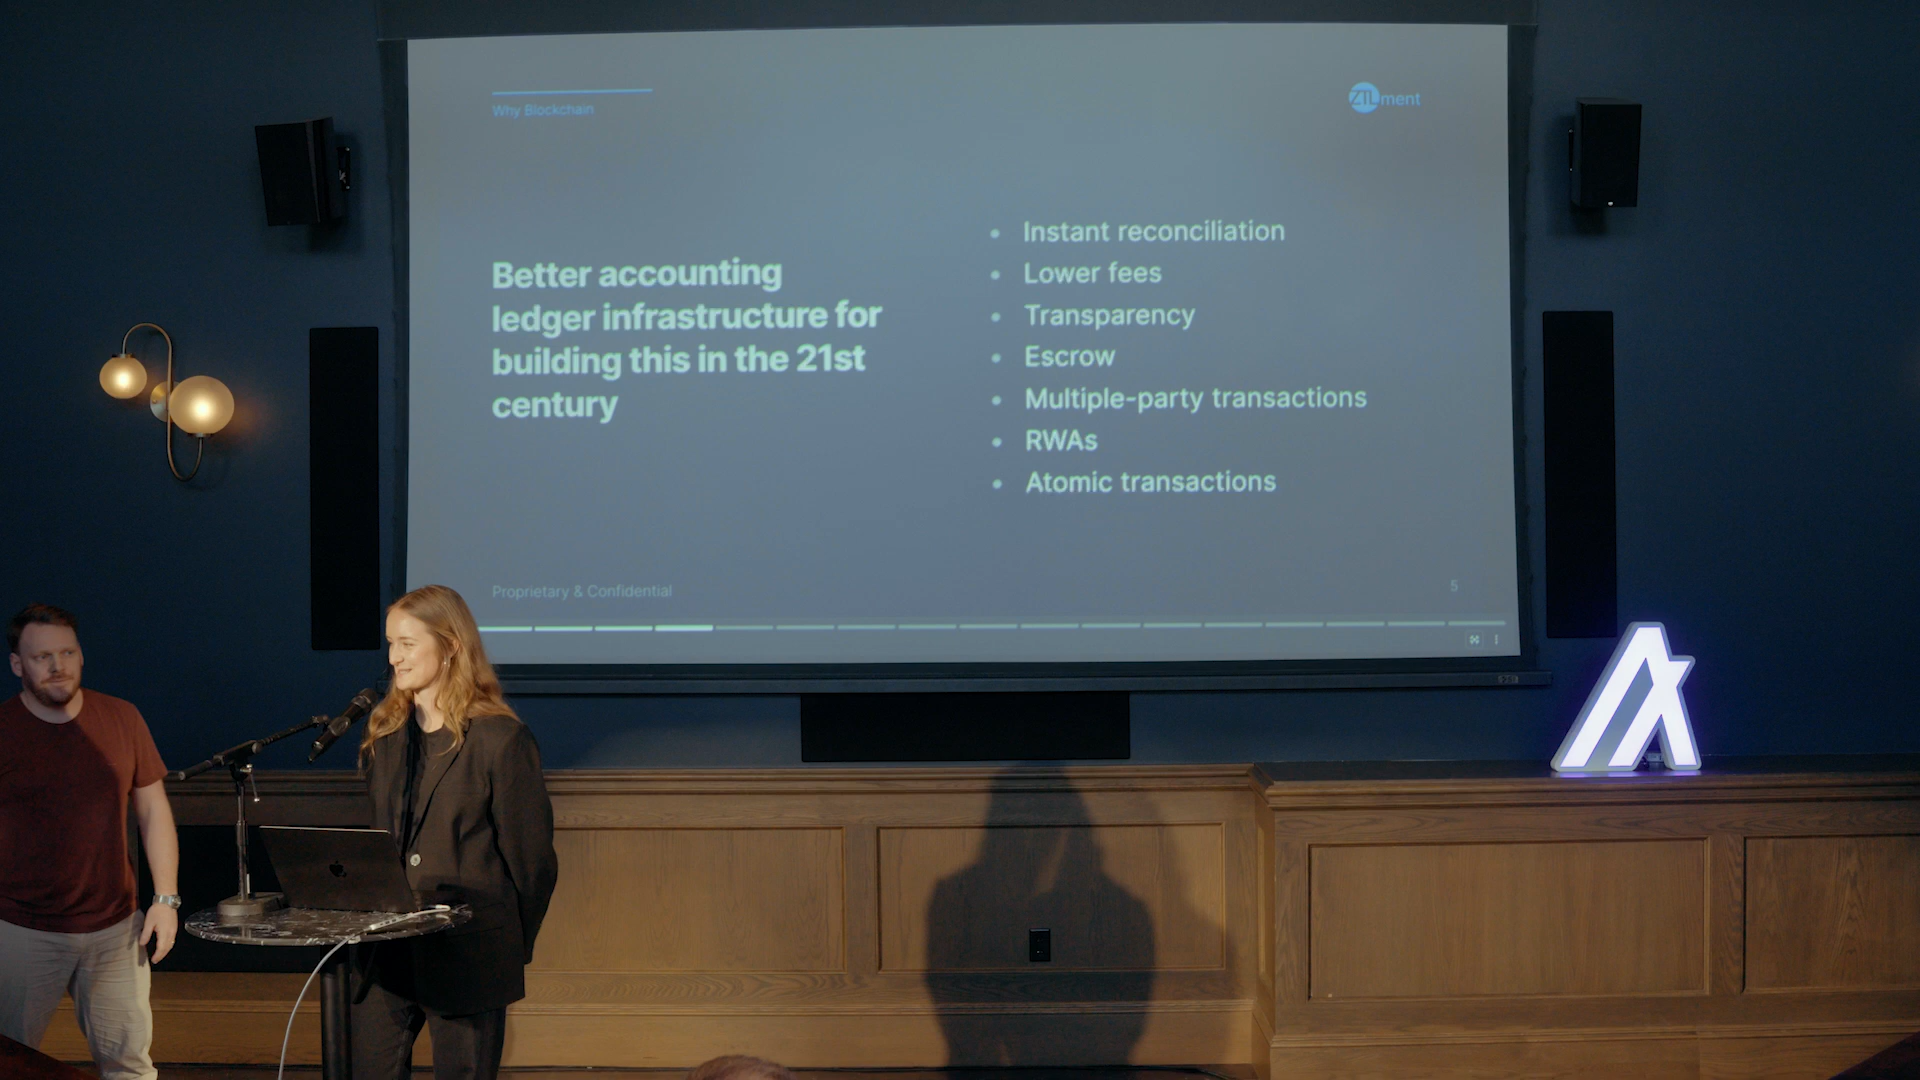 Why Blockchain
ZTLment
Better accounting
ledger infrastructure for
building this in the 21st
century
• Instant reconciliation
• Lower fees
• Transparency
• Escrow
• Multiple-party transactions
• RWAs
• Atomic transactions
Proprietary & Confidential
5